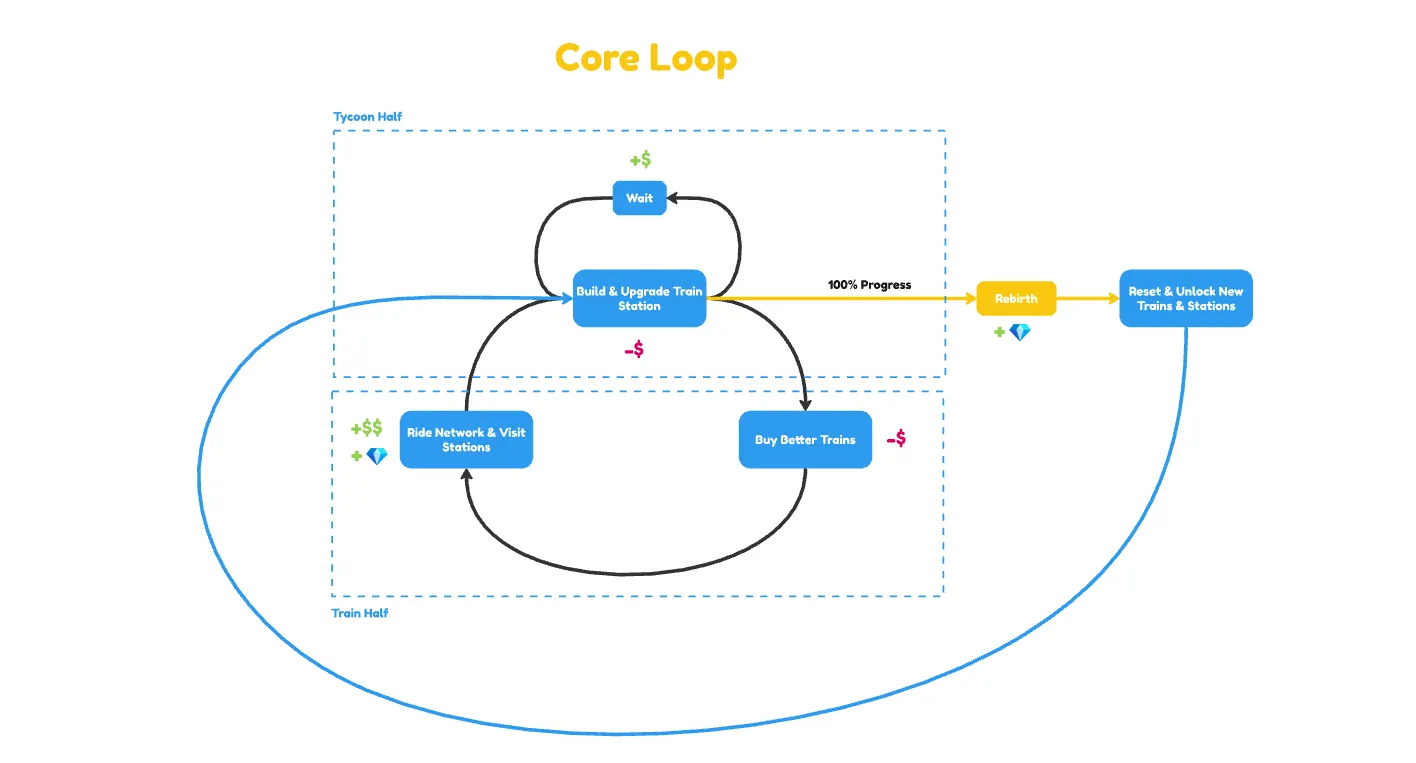 Core Loop
Tycoon Half
+$
Wait
Build & Upgrade Train
Station
-$
100% Progress
Rebirth
+
Reset & Unlock New
Trains & Stations
+$$
+
Ride Network & Visit
Stations
Buy Better Trains
-$
Train Half